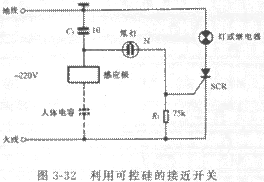 地线
C₁
10
氖灯
N
灯或继电器
~220V
感应板
SCR
人体电容
R₁
75k
火线
图 3-32 利用可控硅的接近开关